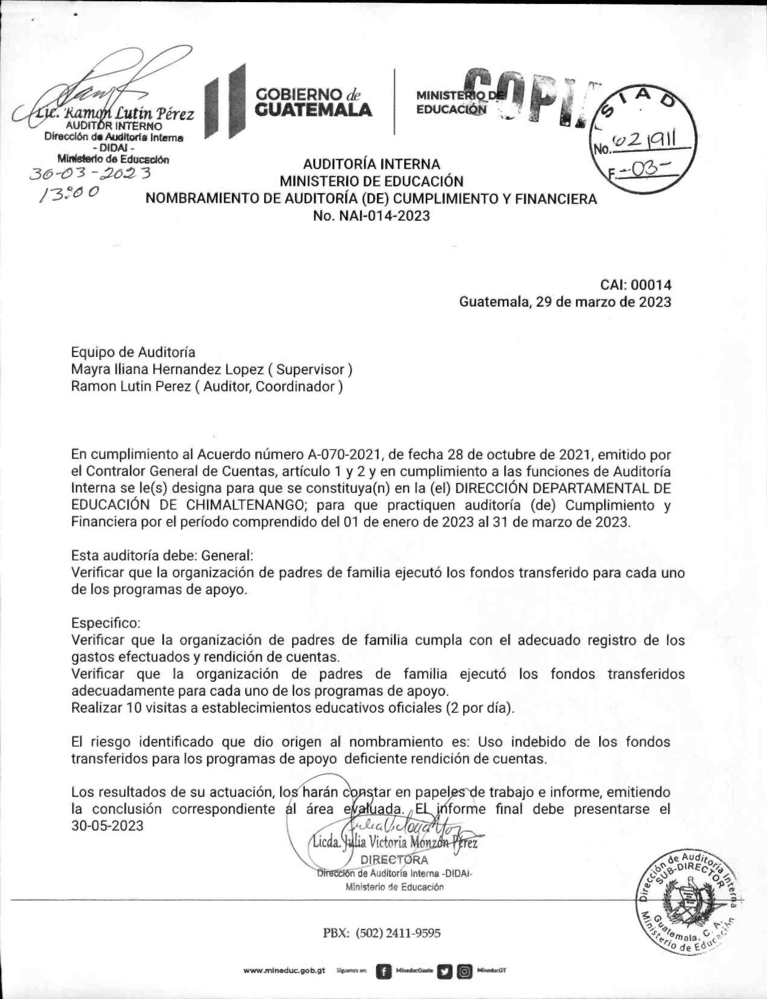 Lic. Ramon Lutín Pérez
AUDITOR INTERNO
Dirección de Auditoría Interna
- DIDAI -
Ministerio de Educación
30-03-2023
13:00
GOBIERNO de
GUATEMALA
MINISTERIO DE
EDUCACIÓN
COPIA
SIAD
No. 621911
F. -03-
AUDITORÍA INTERNA
MINISTERIO DE EDUCACIÓN
NOMBRAMIENTO DE AUDITORÍA (DE) CUMPLIMIENTO Y FINANCIERA
No. NAI-014-2023
CAI: 00014
Guatemala, 29 de marzo de 2023
Equipo de Auditoría
Mayra Iliana Hernandez Lopez ( Supervisor )
Ramon Lutin Perez ( Auditor, Coordinador )
En cumplimiento al Acuerdo número A-070-2021, de fecha 28 de octubre de 2021, emitido por
el Contralor General de Cuentas, artículo 1 y 2 y en cumplimiento a las funciones de Auditoría
Interna se le(s) designa para que se constituya(n) en la (el) DIRECCIÓN DEPARTAMENTAL DE
EDUCACIÓN DE CHIMALTENANGO; para que practiquen auditoría (de) Cumplimiento y
Financiera por el período comprendido del 01 de enero de 2023 al 31 de marzo de 2023.
Esta auditoría debe: General:
Verificar que la organización de padres de familia ejecutó los fondos transferido para cada uno
de los programas de apoyo.
Especifico:
Verificar que la organización de padres de familia cumpla con el adecuado registro de los
gastos efectuados y rendición de cuentas.
Verificar que la organización de padres de familia ejecutó los fondos transferidos
adecuadamente para cada uno de los programas de apoyo.
Realizar 10 visitas a establecimientos educativos oficiales (2 por día).
El riesgo identificado que dio origen al nombramiento es: Uso indebido de los fondos
transferidos para los programas de apoyo deficiente rendición de cuentas.
Los resultados de su actuación, los harán constar en papeles de trabajo e informe, emitiendo
la conclusión correspondiente al área evaluada. EL informe final debe presentarse el
30-05-2023
Licda. Julia Victoria Monzón Pérez
DIRECTORA
Dirección de Auditoría Interna -DIDAI-
Ministerio de Educación
Dirección de Auditoría Interna
SUB-DIRECTOR
Guatemala, C. A.
Ministerio de Educación
PBX: (502) 2411-9595
www.mineduc.gob.gt Síguenos en: MineducGuate MineducGT